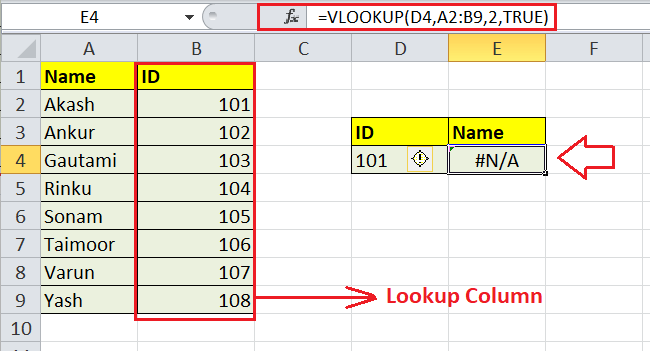 E4 fx =VLOOKUP(D4,A2:B9,2,TRUE)
A B C D E F
1 Name ID
2 Akash 101
3 Ankur 102 ID Name
4 Gautami 103 101 #N/A
5 Rinku 104
6 Sonam 105
7 Taimoor 106
8 Varun 107
9 Yash 108 Lookup Column
10